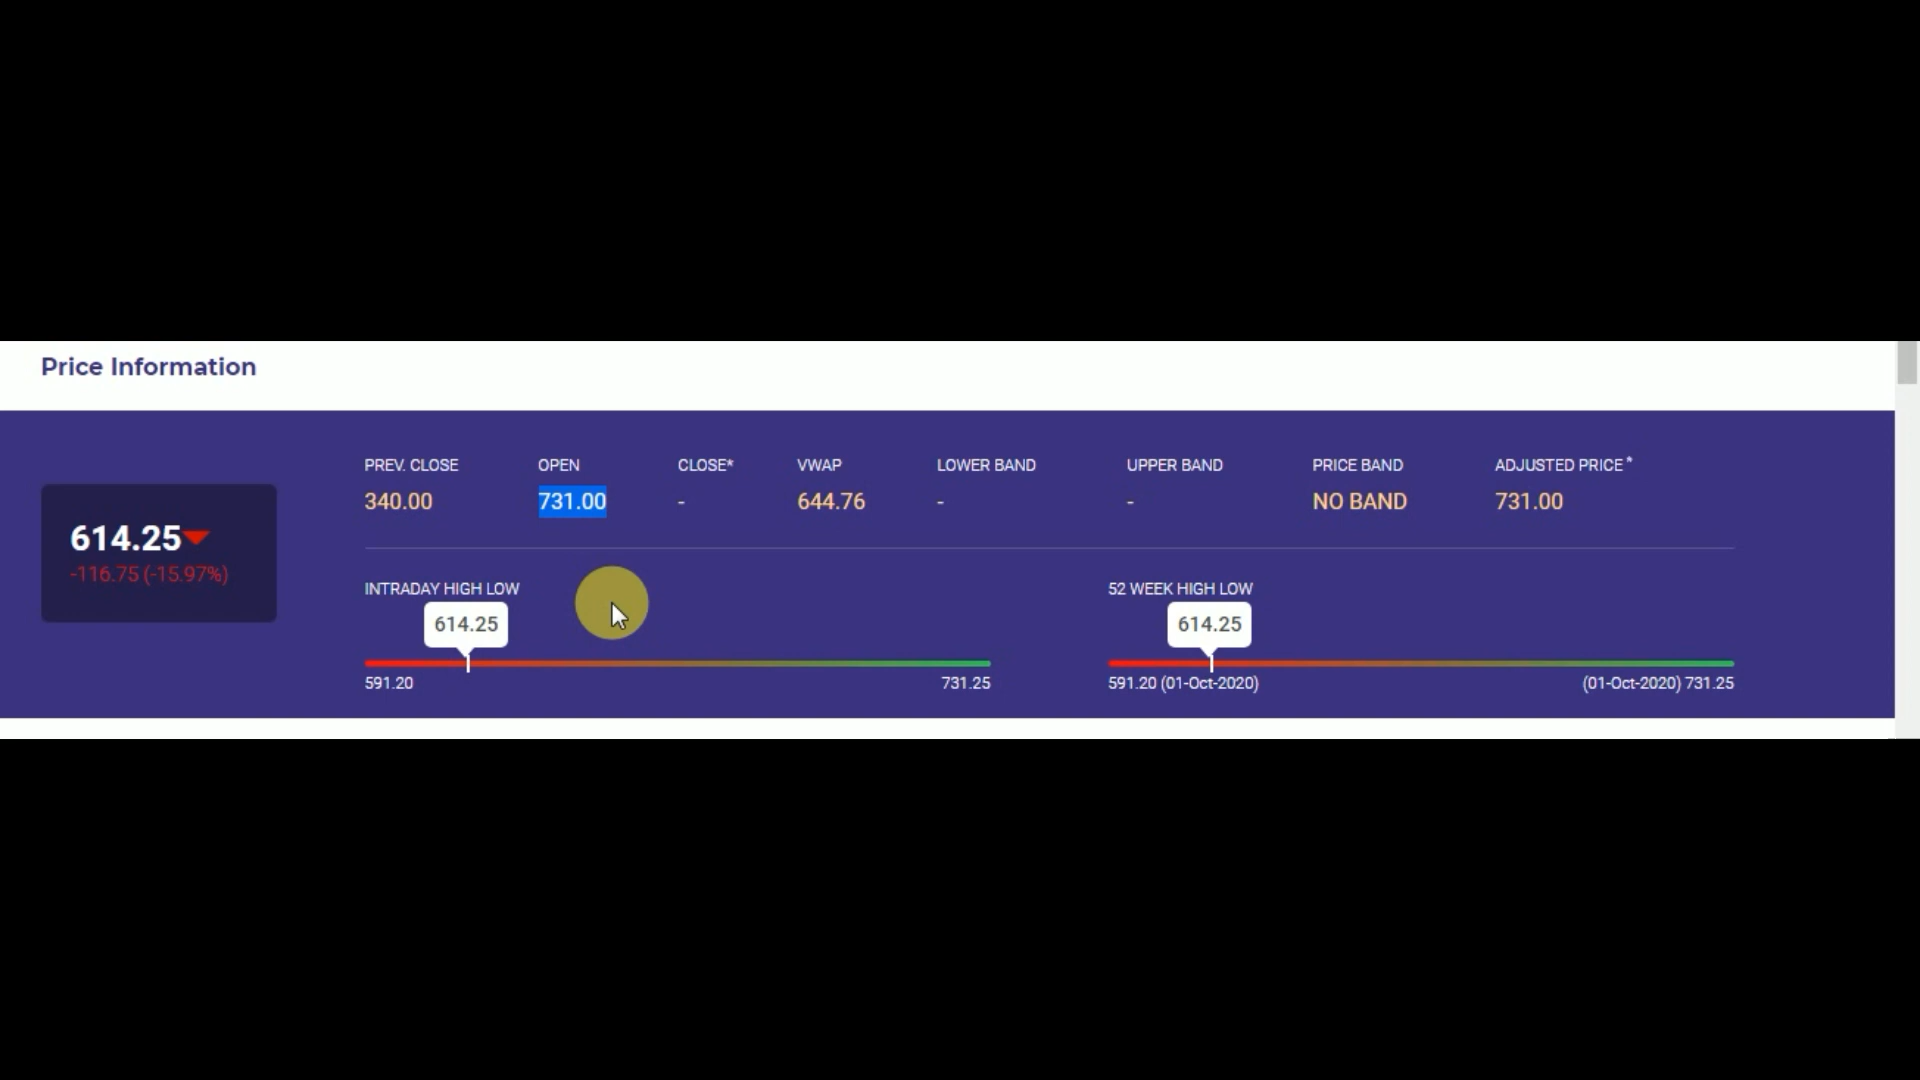 Price Information
PREV. CLOSE OPEN CLOSE* VWAP LOWER BAND UPPER BAND PRICE BAND ADJUSTED PRICE*
340.00 731.00 - 644.76 - - NO BAND 731.00
614.25
-116.75 (-15.97%)
INTRADAY HIGH LOW 52 WEEK HIGH LOW
614.25 614.25
591.20 731.25 591.20 (01-Oct-2020) (01-Oct-2020) 731.25